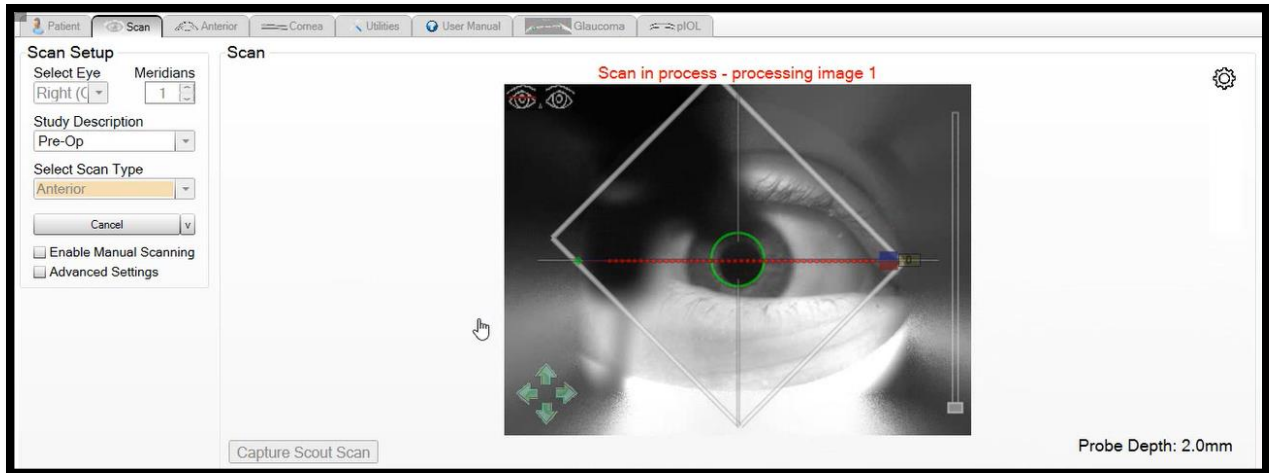 Patient Scan Anterior Cornea Utilities User Manual Glaucoma pIOL
Scan Setup
Select Eye Meridians
Right (O 1
Study Description
Pre-Op
Select Scan Type
Anterior
Cancel v
Enable Manual Scanning
Advanced Settings
Scan
Scan in process - processing image 1
Capture Scout Scan
Probe Depth: 2.0mm